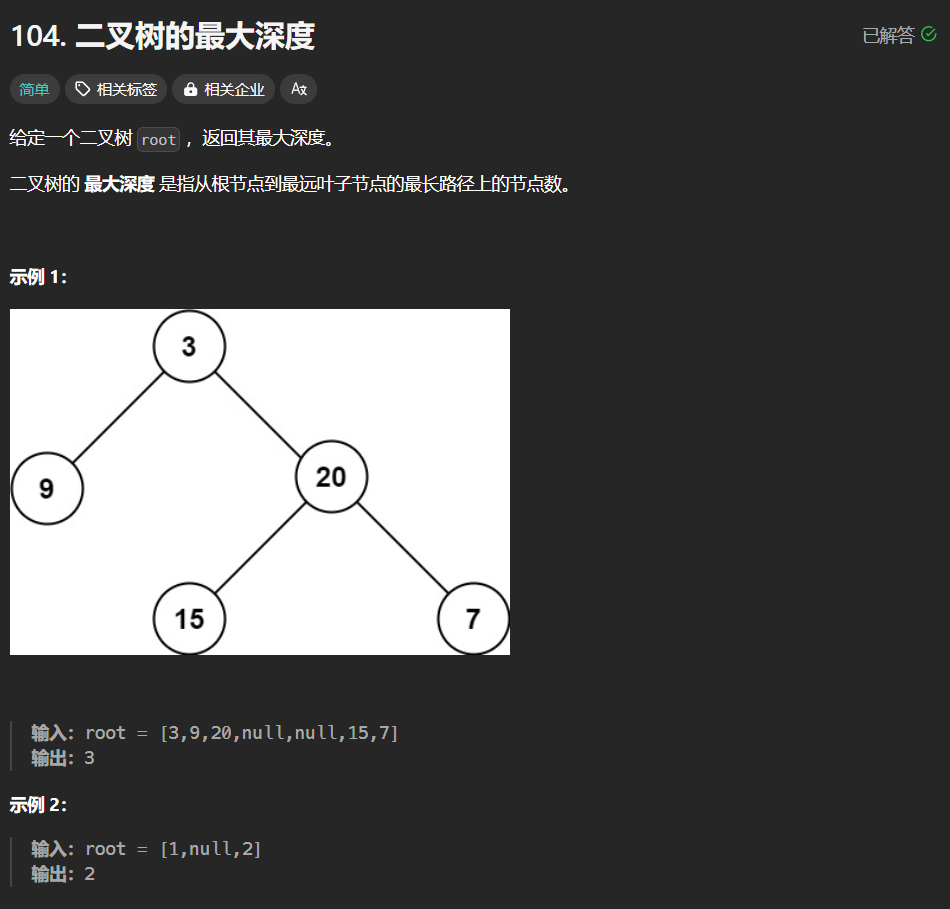 104. 二叉树的最大深度
已解答
简单 相关标签 相关企业 Aあ
给定一个二叉树 root ，返回其最大深度。
二叉树的 最大深度 是指从根节点到最远叶子节点的最长路径上的节点数。
示例 1：
3
9
20
15
7
输入：root = [3,9,20,null,null,15,7]
输出：3
示例 2：
输入：root = [1,null,2]
输出：2